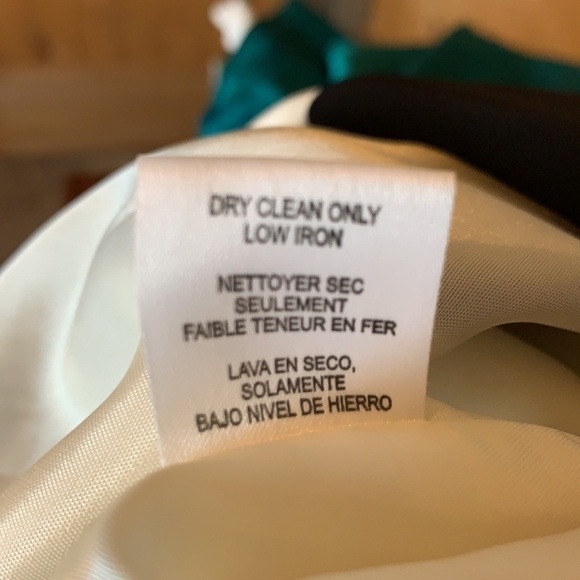 DRY CLEAN ONLY
LOW IRON
NETTOYER SEC
SEULEMENT
FAIBLE TENEUR EN FER
LAVA EN SECO,
SOLAMENTE
BAJO NIVEL DE HIERRO